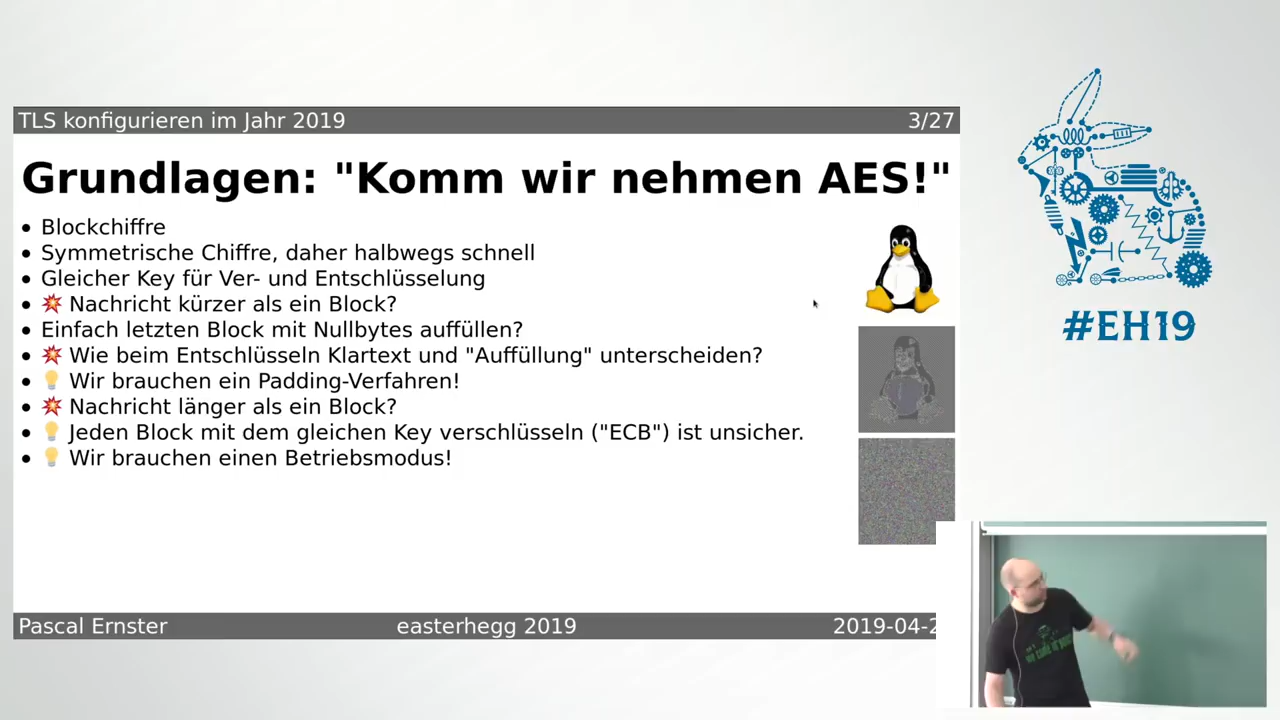 TLS konfigurieren im Jahr 2019 3/27
Grundlagen: "Komm wir nehmen AES!"
• Blockchiffre
• Symmetrische Chiffre, daher halbwegs schnell
• Gleicher Key für Ver- und Entschlüsselung
• 💥 Nachricht kürzer als ein Block?
• Einfach letzten Block mit Nullbytes auffüllen?
• 💥 Wie beim Entschlüsseln Klartext und "Auffüllung" unterscheiden?
• 💡 Wir brauchen ein Padding-Verfahren!
• 💥 Nachricht länger als ein Block?
• 💡 Jeden Block mit dem gleichen Key verschlüsseln ("ECB") ist unsicher.
• 💡 Wir brauchen einen Betriebsmodus!
Pascal Ernster easterhegg 2019 2019-04-2
#EH19